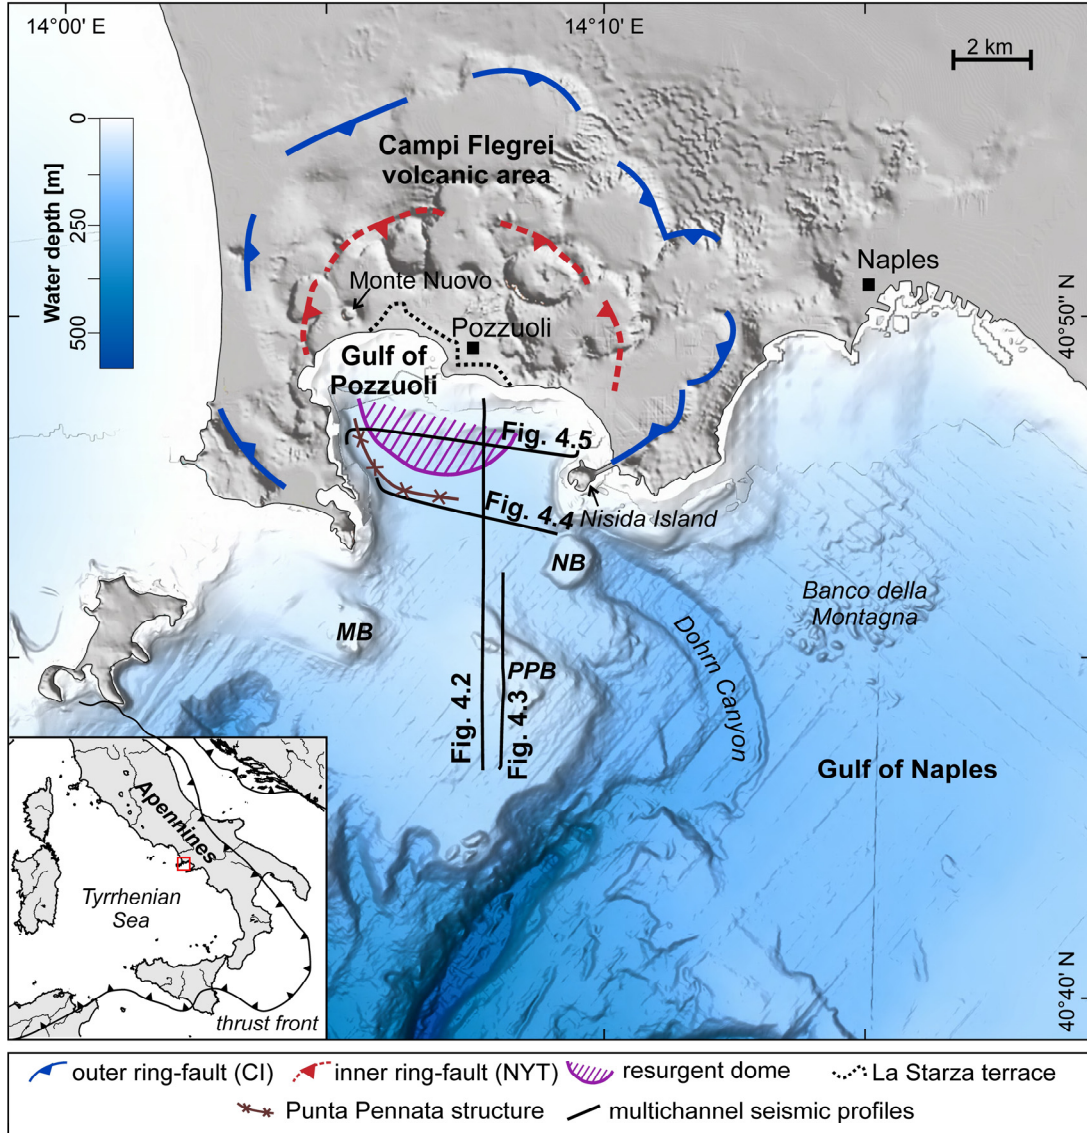 14°00' E
14°10' E
2 km
0
250
500
Water depth [m]
Campi Flegrei
volcanic area
Naples
Monte Nuovo
40°50'' N
Pozzuoli
Gulf of
Pozzuoli
Fig. 4.5
Fig. 4.4
Nisida Island
NB
Banco della
Montagna
MB
Dohrn Canyon
PPB
Fig. 4.2
Fig. 4.3
Gulf of Naples
Apennines
Tyrrhenian
Sea
thrust front
40°40' N
outer ring-fault (CI)
inner ring-fault (NYT)
resurgent dome
La Starza terrace
Punta Pennata structure
multichannel seismic profiles